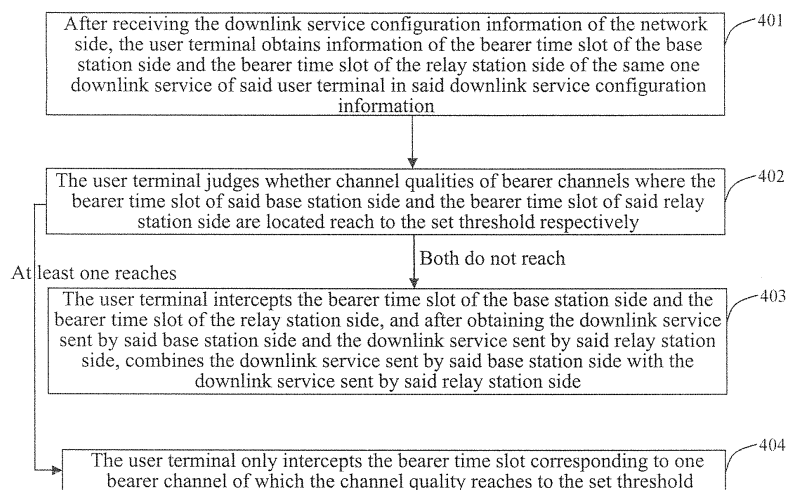 After receiving the downlink service configuration information of the network
side, the user terminal obtains information of the bearer time slot of the base
station side and the bearer time slot of the relay station side of the same one
downlink service of said user terminal in said downlink service configuration
information
401
The user terminal judges whether channel qualities of bearer channels where the
bearer time slot of said base station side and the bearer time slot of said relay
station side are located reach to the set threshold respectively
402
Both do not reach
At least one reaches
The user terminal intercepts the bearer time slot of the base station side and the
bearer time slot of the relay station side, and after obtaining the downlink service
sent by said base station side and the downlink service sent by said relay station
side, combines the downlink service sent by said base station side with the
downlink service sent by said relay station side
403
The user terminal only intercepts the bearer time slot corresponding to one
bearer channel of which the channel quality reaches to the set threshold
404